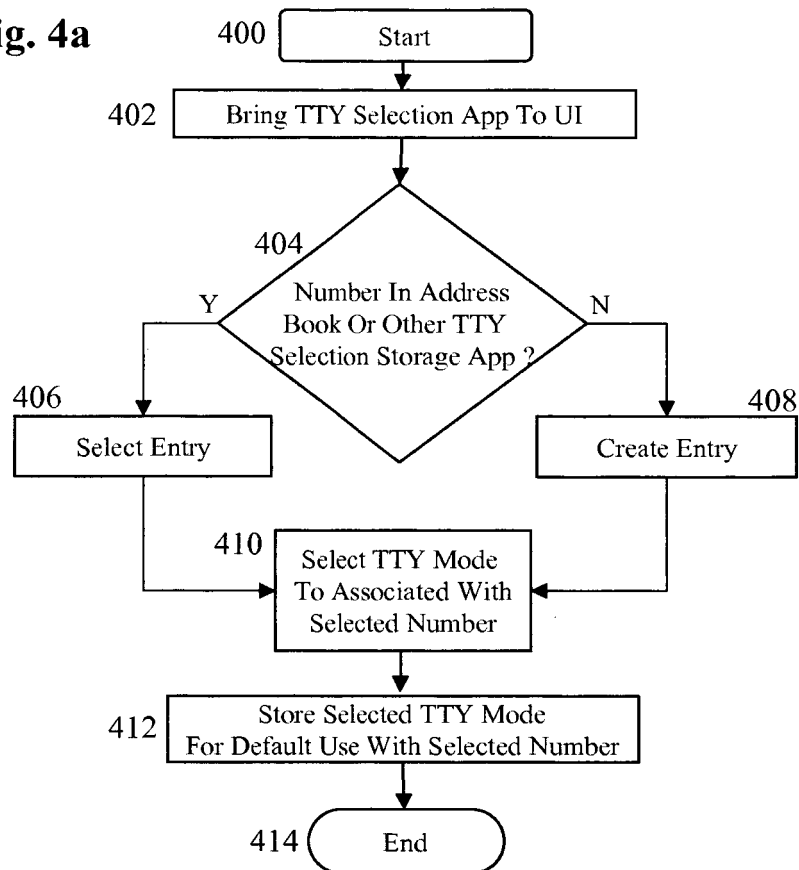 ig. 4a
400
Start
402
Bring TTY Selection App To UI
404
Number In Address
Book Or Other TTY
Selection Storage App ?
Y
N
406
Select Entry
408
Create Entry
410
Select TTY Mode
To Associated With
Selected Number
412
Store Selected TTY Mode
For Default Use With Selected Number
414
End